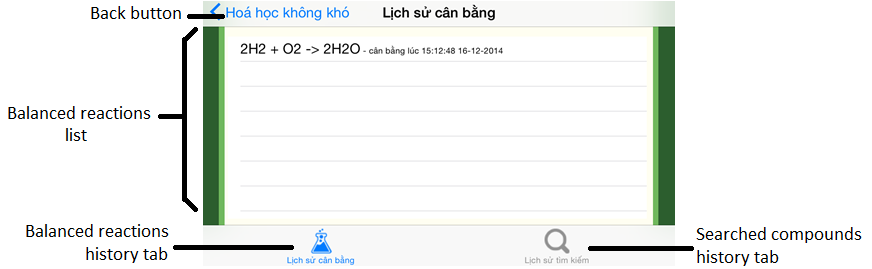 Back button
Hoá học không khó
Lịch sử cân bằng
2H2 + O2 -> 2H2O - cân bằng lúc 15:12:48 16-12-2014
Balanced reactions
list
Balanced reactions
history tab
Lịch sử cân bằng
Lịch sử tìm kiếm
Searched compounds
history tab